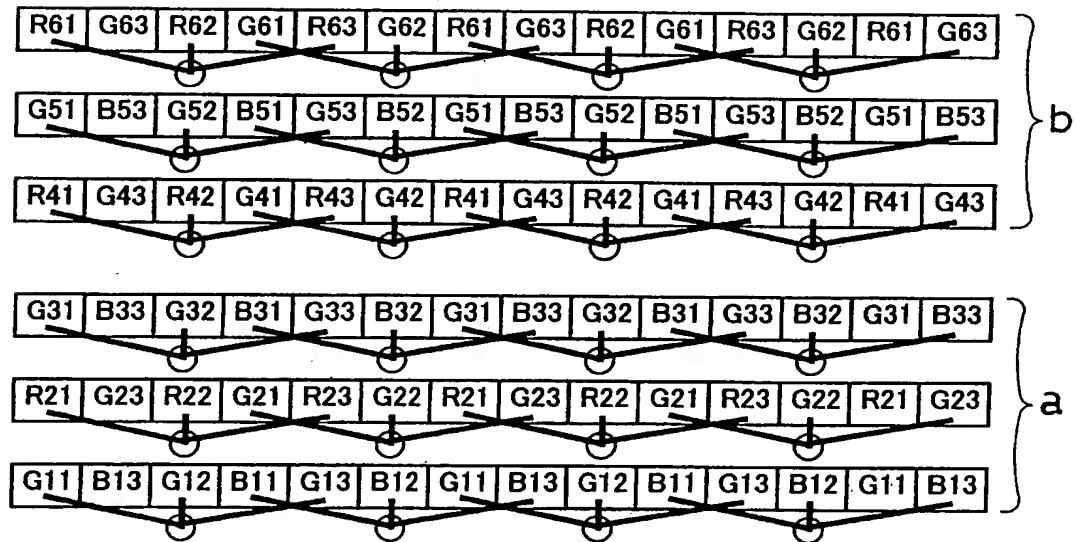 R61 G63 R62 G61 R63 G62 R61 G63 R62 G61 R63 G62 R61 G63
G51 B53 G52 B51 G53 B52 G51 B53 G52 B51 G53 B52 G51 B53
b
R41 G43 R42 G41 R43 G42 R41 G43 R42 G41 R43 G42 R41 G43
G31 B33 G32 B31 G33 B32 G31 B33 G32 B31 G33 B32 G31 B33
R21 G23 R22 G21 R23 G22 R21 G23 R22 G21 R23 G22 R21 G23
a
G11 B13 G12 B11 G13 B12 G11 B13 G12 B11 G13 B12 G11 B13